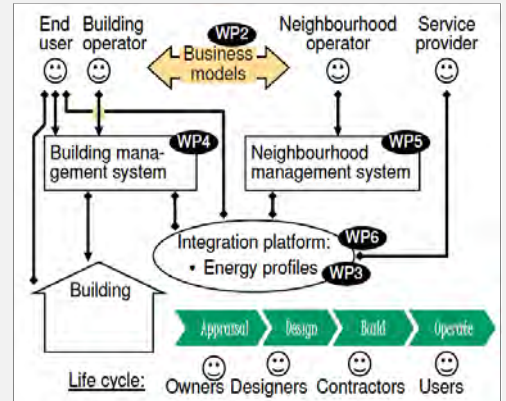 End user
Building operator
WP2
Business models
Neighbourhood operator
Service provider
Building mana-
gement system
WP4
Neighbourhood
management system
WP5
Integration platform:
• Energy profiles
WP6
WP3
Building
Appraisal
Design
Build
Operate
Life cycle:
Owners
Designers
Contractors
Users